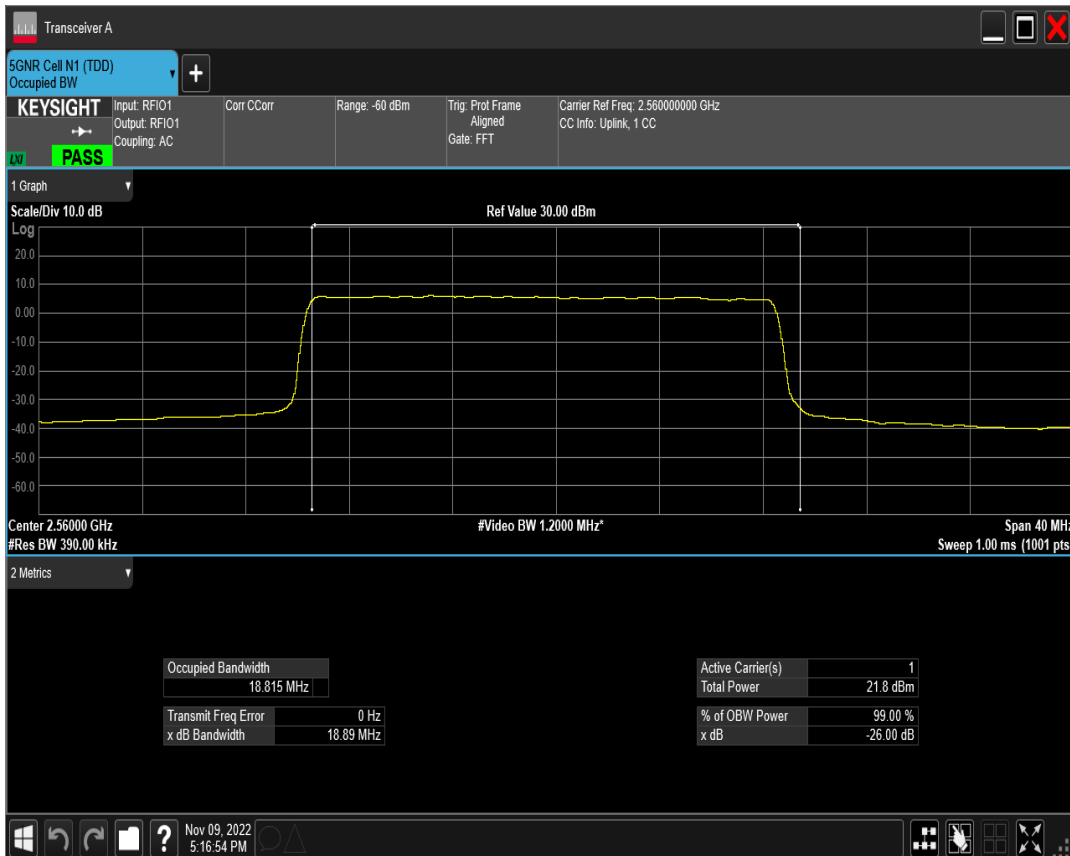 Transceiver A
5GNR Cell N1 (TDD)
Occupied BW
+
KEYSIGHT
LXI
PASS
Input: RFIO1
Output: RFIO1
Coupling: AC
Corr CCorr
Range: -60 dBm
Trig: Prot Frame
Aligned
Gate: FFT
Carrier Ref Freq: 2.560000000 GHz
CC Info: Uplink, 1 CC
1 Graph
Scale/Div 10.0 dB
Ref Value 30.00 dBm
Log
20.0
10.0
0.00
-10.0
-20.0
-30.0
-40.0
-50.0
-60.0
Center 2.56000 GHz
#Video BW 1.2000 MHz*
Span 40 MHz
#Res BW 390.00 kHz
Sweep 1.00 ms (1001 pts
2 Metrics
Occupied Bandwidth
18.815 MHz
Transmit Freq Error 0 Hz
x dB Bandwidth 18.89 MHz
Active Carrier(s) 1
Total Power 21.8 dBm
% of OBW Power 99.00 %
x dB -26.00 dB
?
Nov 09, 2022
5:16:54 PM